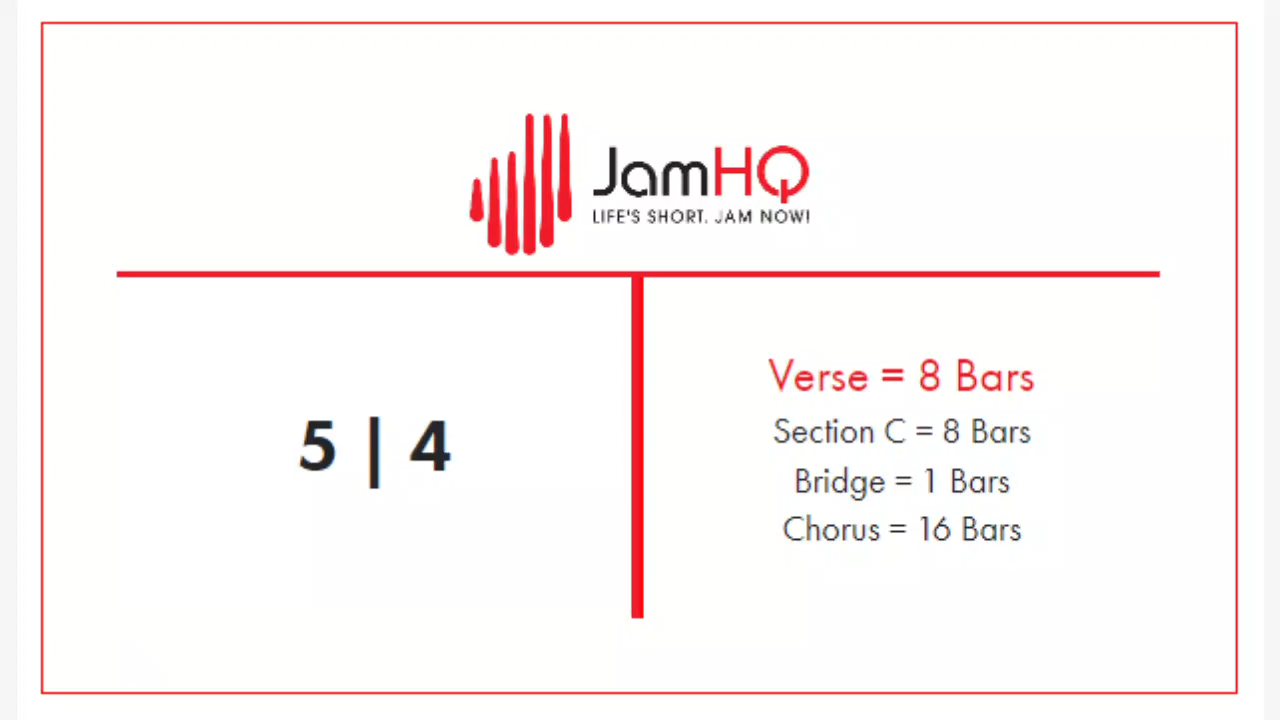 JamHQ
LIFE'S SHORT. JAM NOW!
5 | 4
Verse = 8 Bars
Section C = 8 Bars
Bridge = 1 Bars
Chorus = 16 Bars